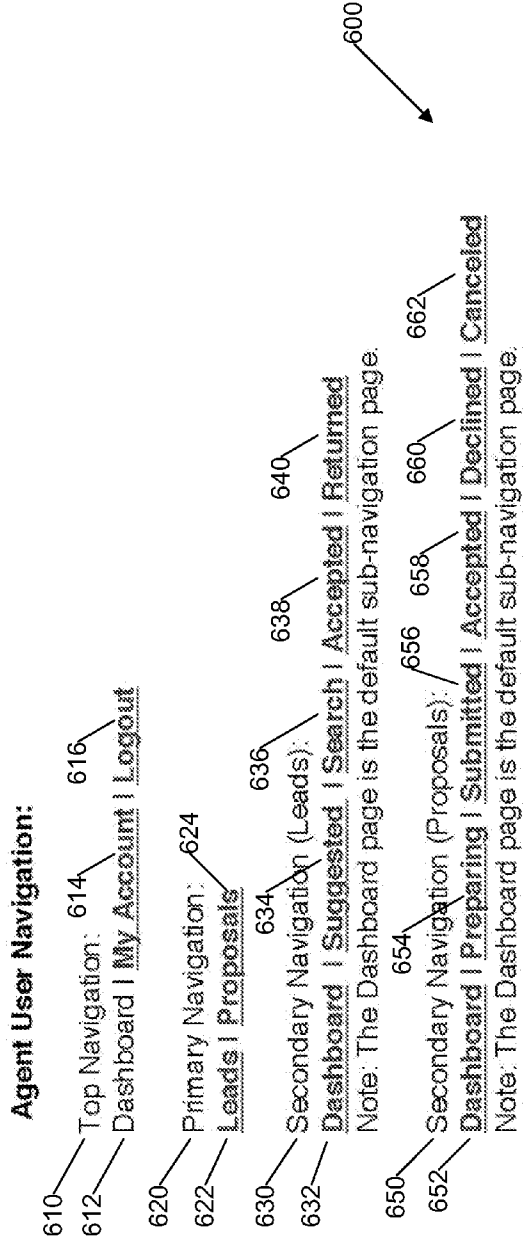 Agent User Navigation:
610 Top Navigation: 614 616
612 Dashboard | My Account | Logout
620 Primary Navigation: 624
622 Leads | Proposals
630 Secondary Navigation (Leads): 634 636 638 640
632 Dashboard | Suggested | Search | Accepted | Returned
Note: The Dashboard page is the default sub-navigation page.
650 Secondary Navigation (Proposals): 654 656 658 660 662
652 Dashboard | Preparing | Submitted | Accepted | Declined | Canceled
Note: The Dashboard page is the default sub-navigation page.
600